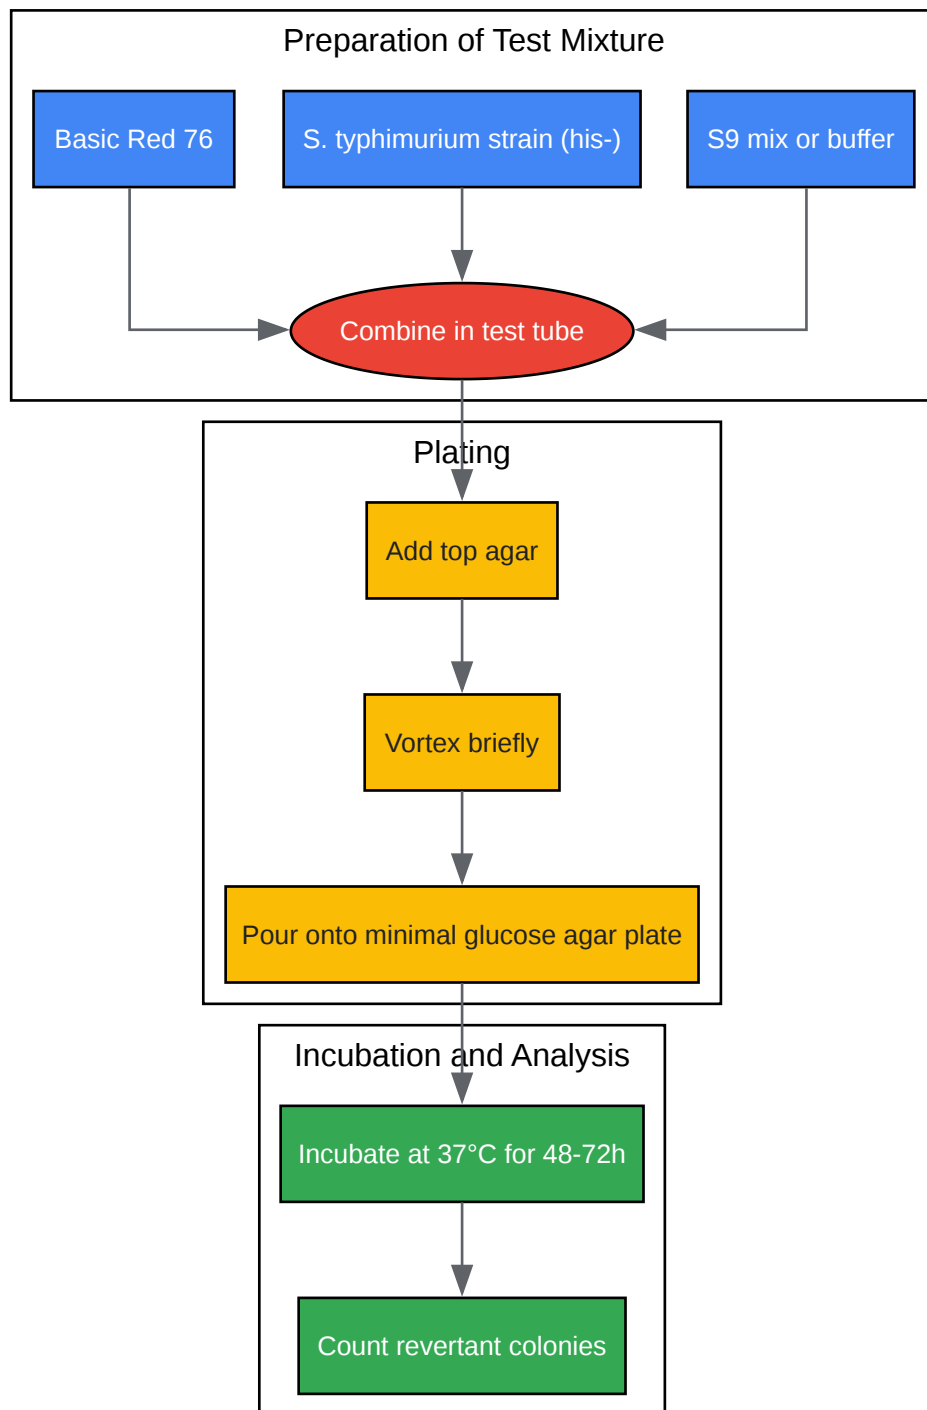 Preparation of Test Mixture
Basic Red 76
S. typhimurium strain (his-)
S9 mix or buffer
Combine in test tube
Plating
Add top agar
Vortex briefly
Pour onto minimal glucose agar plate
Incubation and Analysis
Incubate at 37°C for 48-72h
Count revertant colonies